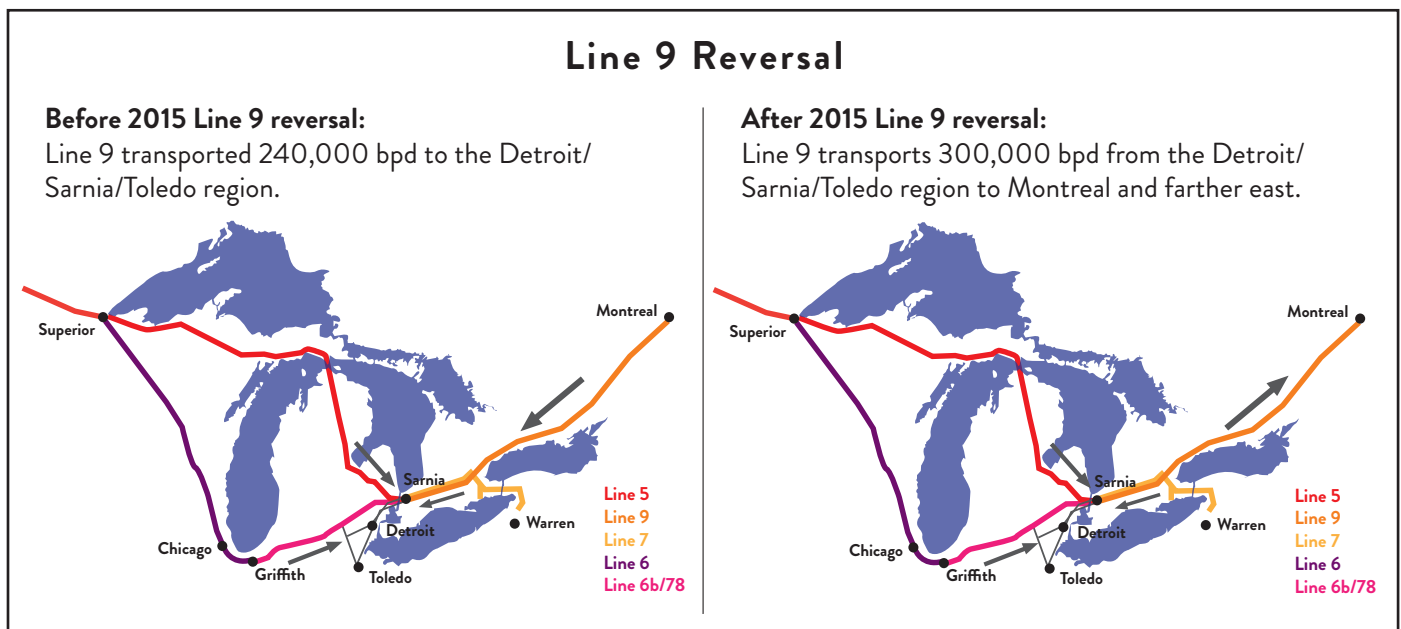 Line 9 Reversal
Before 2015 Line 9 reversal:
Line 9 transported 240,000 bpd to the Detroit/
Sarnia/Toledo region.
Superior
Montreal
Sarnia
Detroit
Warren
Chicago
Griffith
Toledo
Line 5
Line 9
Line 7
Line 6
Line 6b/78
After 2015 Line 9 reversal:
Line 9 transports 300,000 bpd from the Detroit/
Sarnia/Toledo region to Montreal and farther east.
Superior
Montreal
Sarnia
Detroit
Warren
Chicago
Griffith
Toledo
Line 5
Line 9
Line 7
Line 6
Line 6b/78